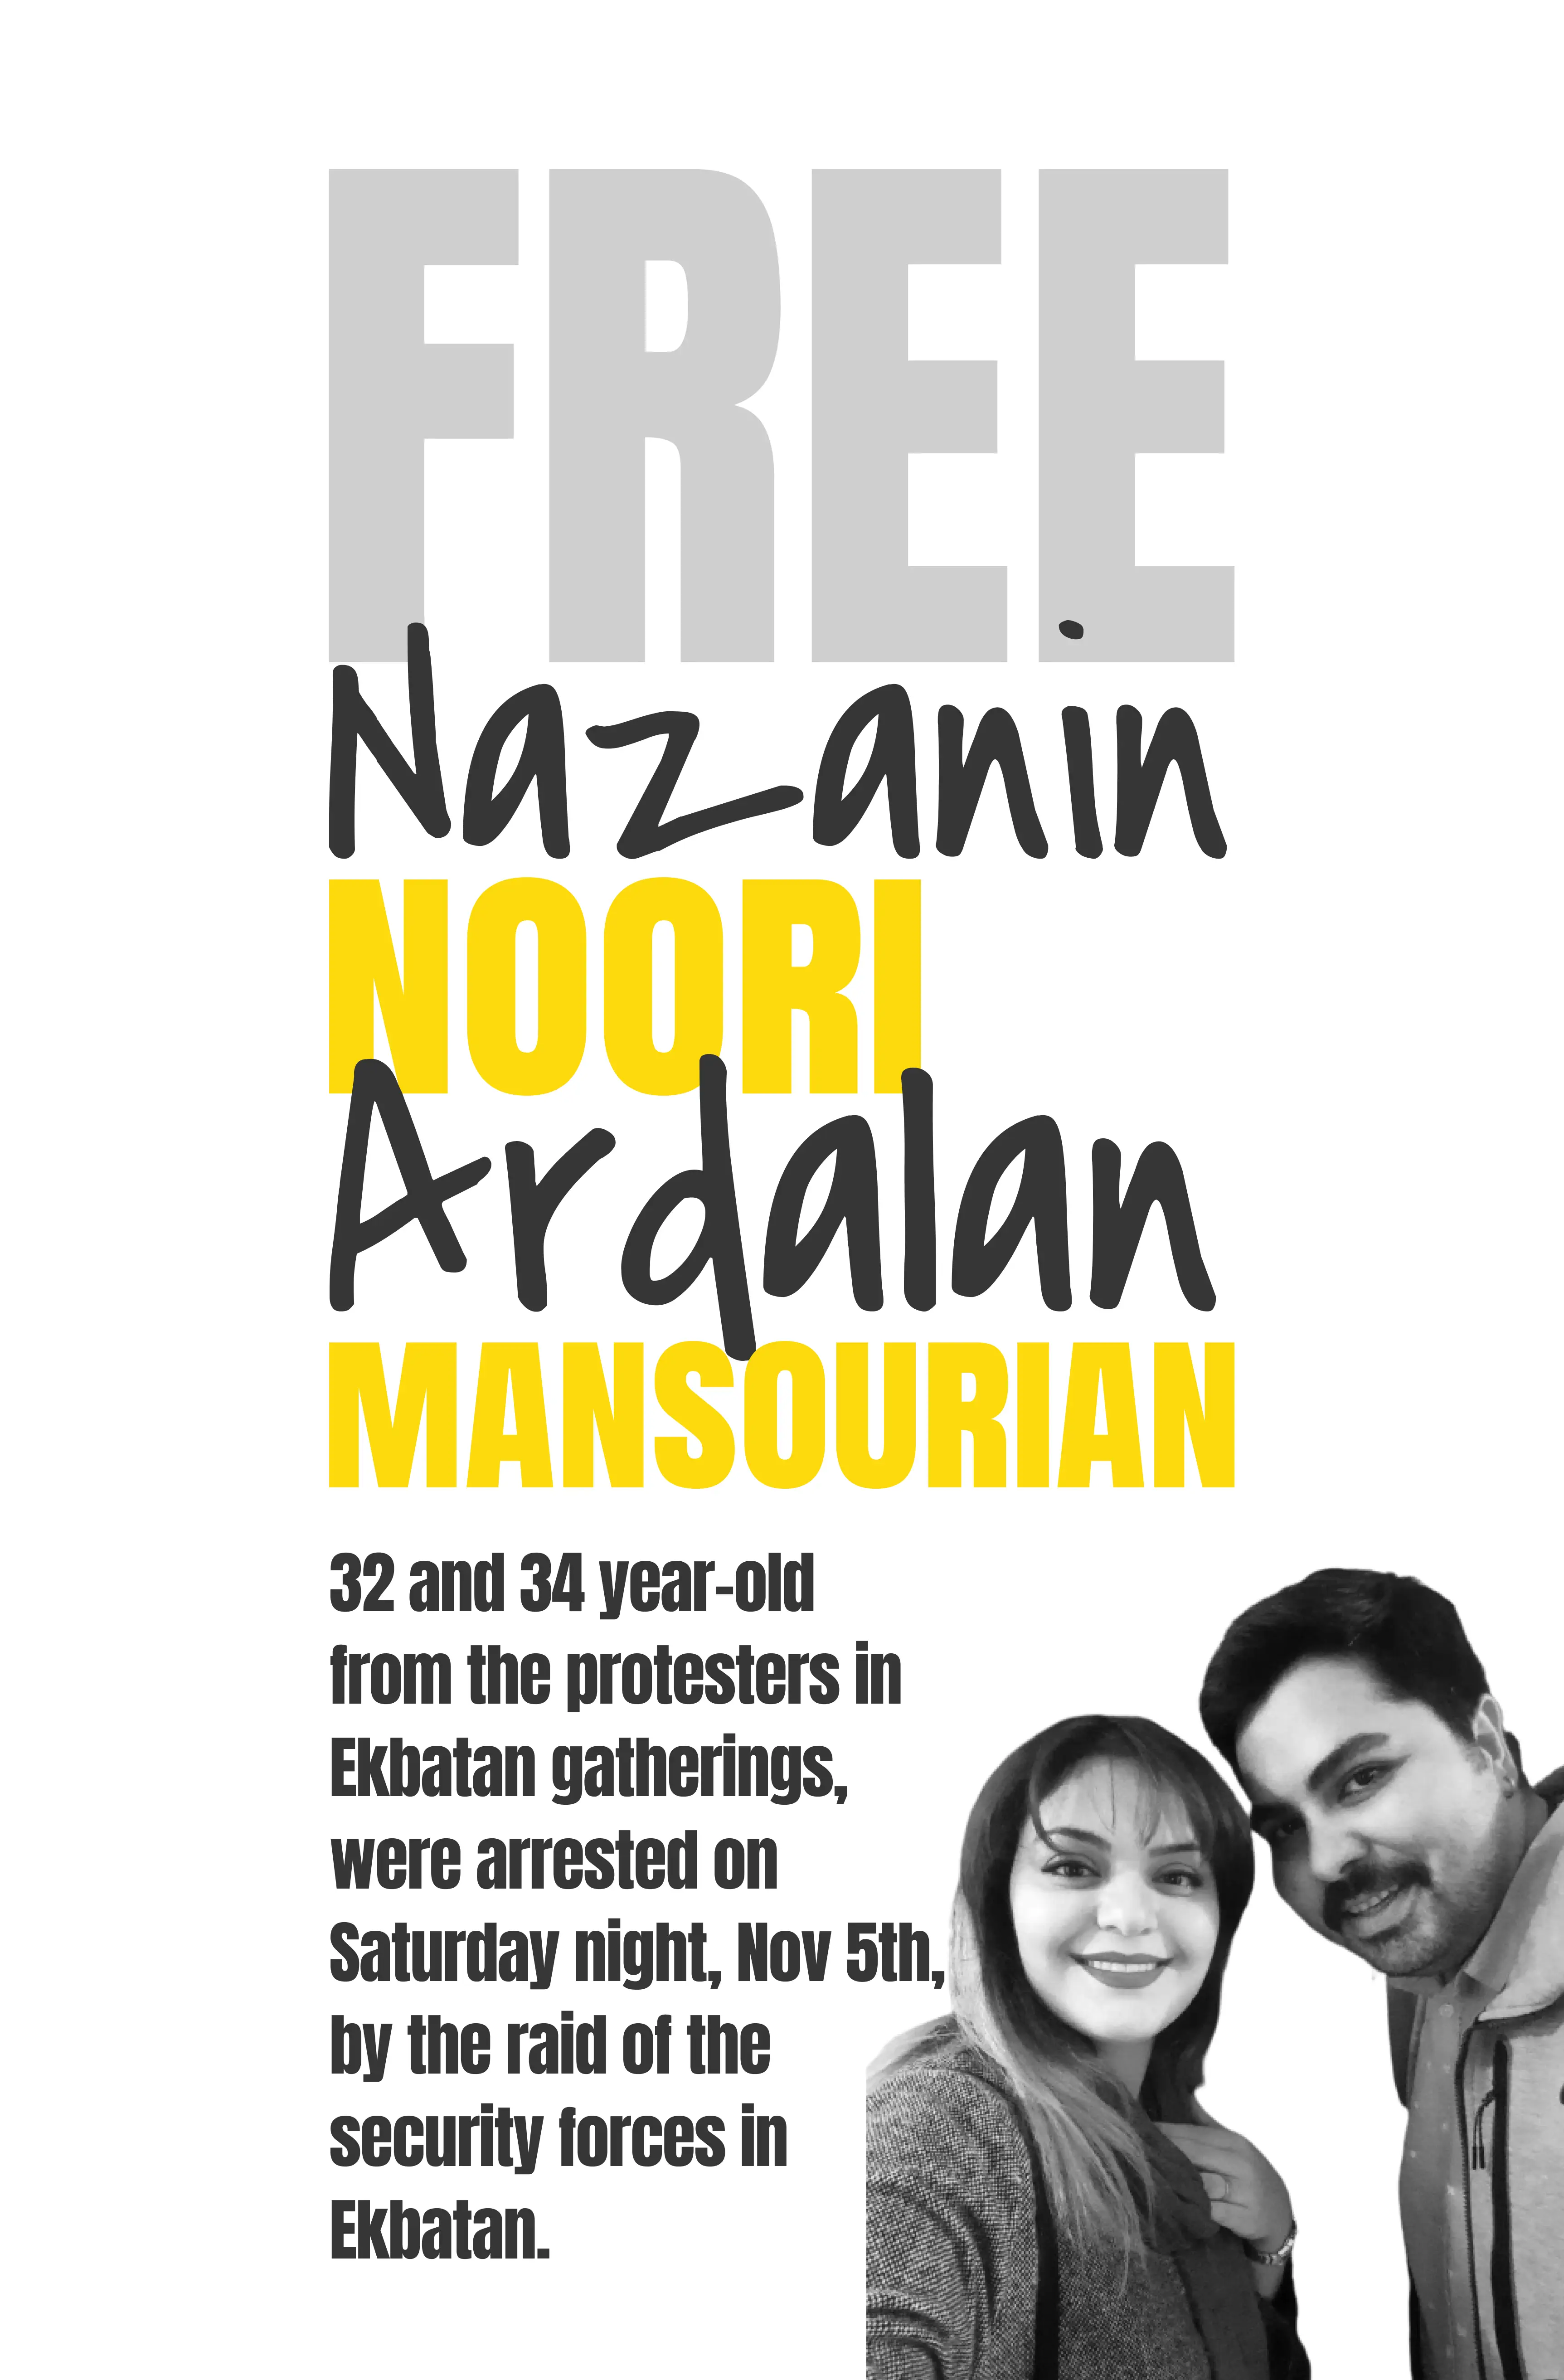 FREE
Nazanin
NOORI
Ardalan
MANSOURIAN
32 and 34 year-old
from the protesters in
Ekbatan gatherings,
were arrested on
Saturday night, Nov 5th,
by the raid of the
security forces in
Ekbatan.